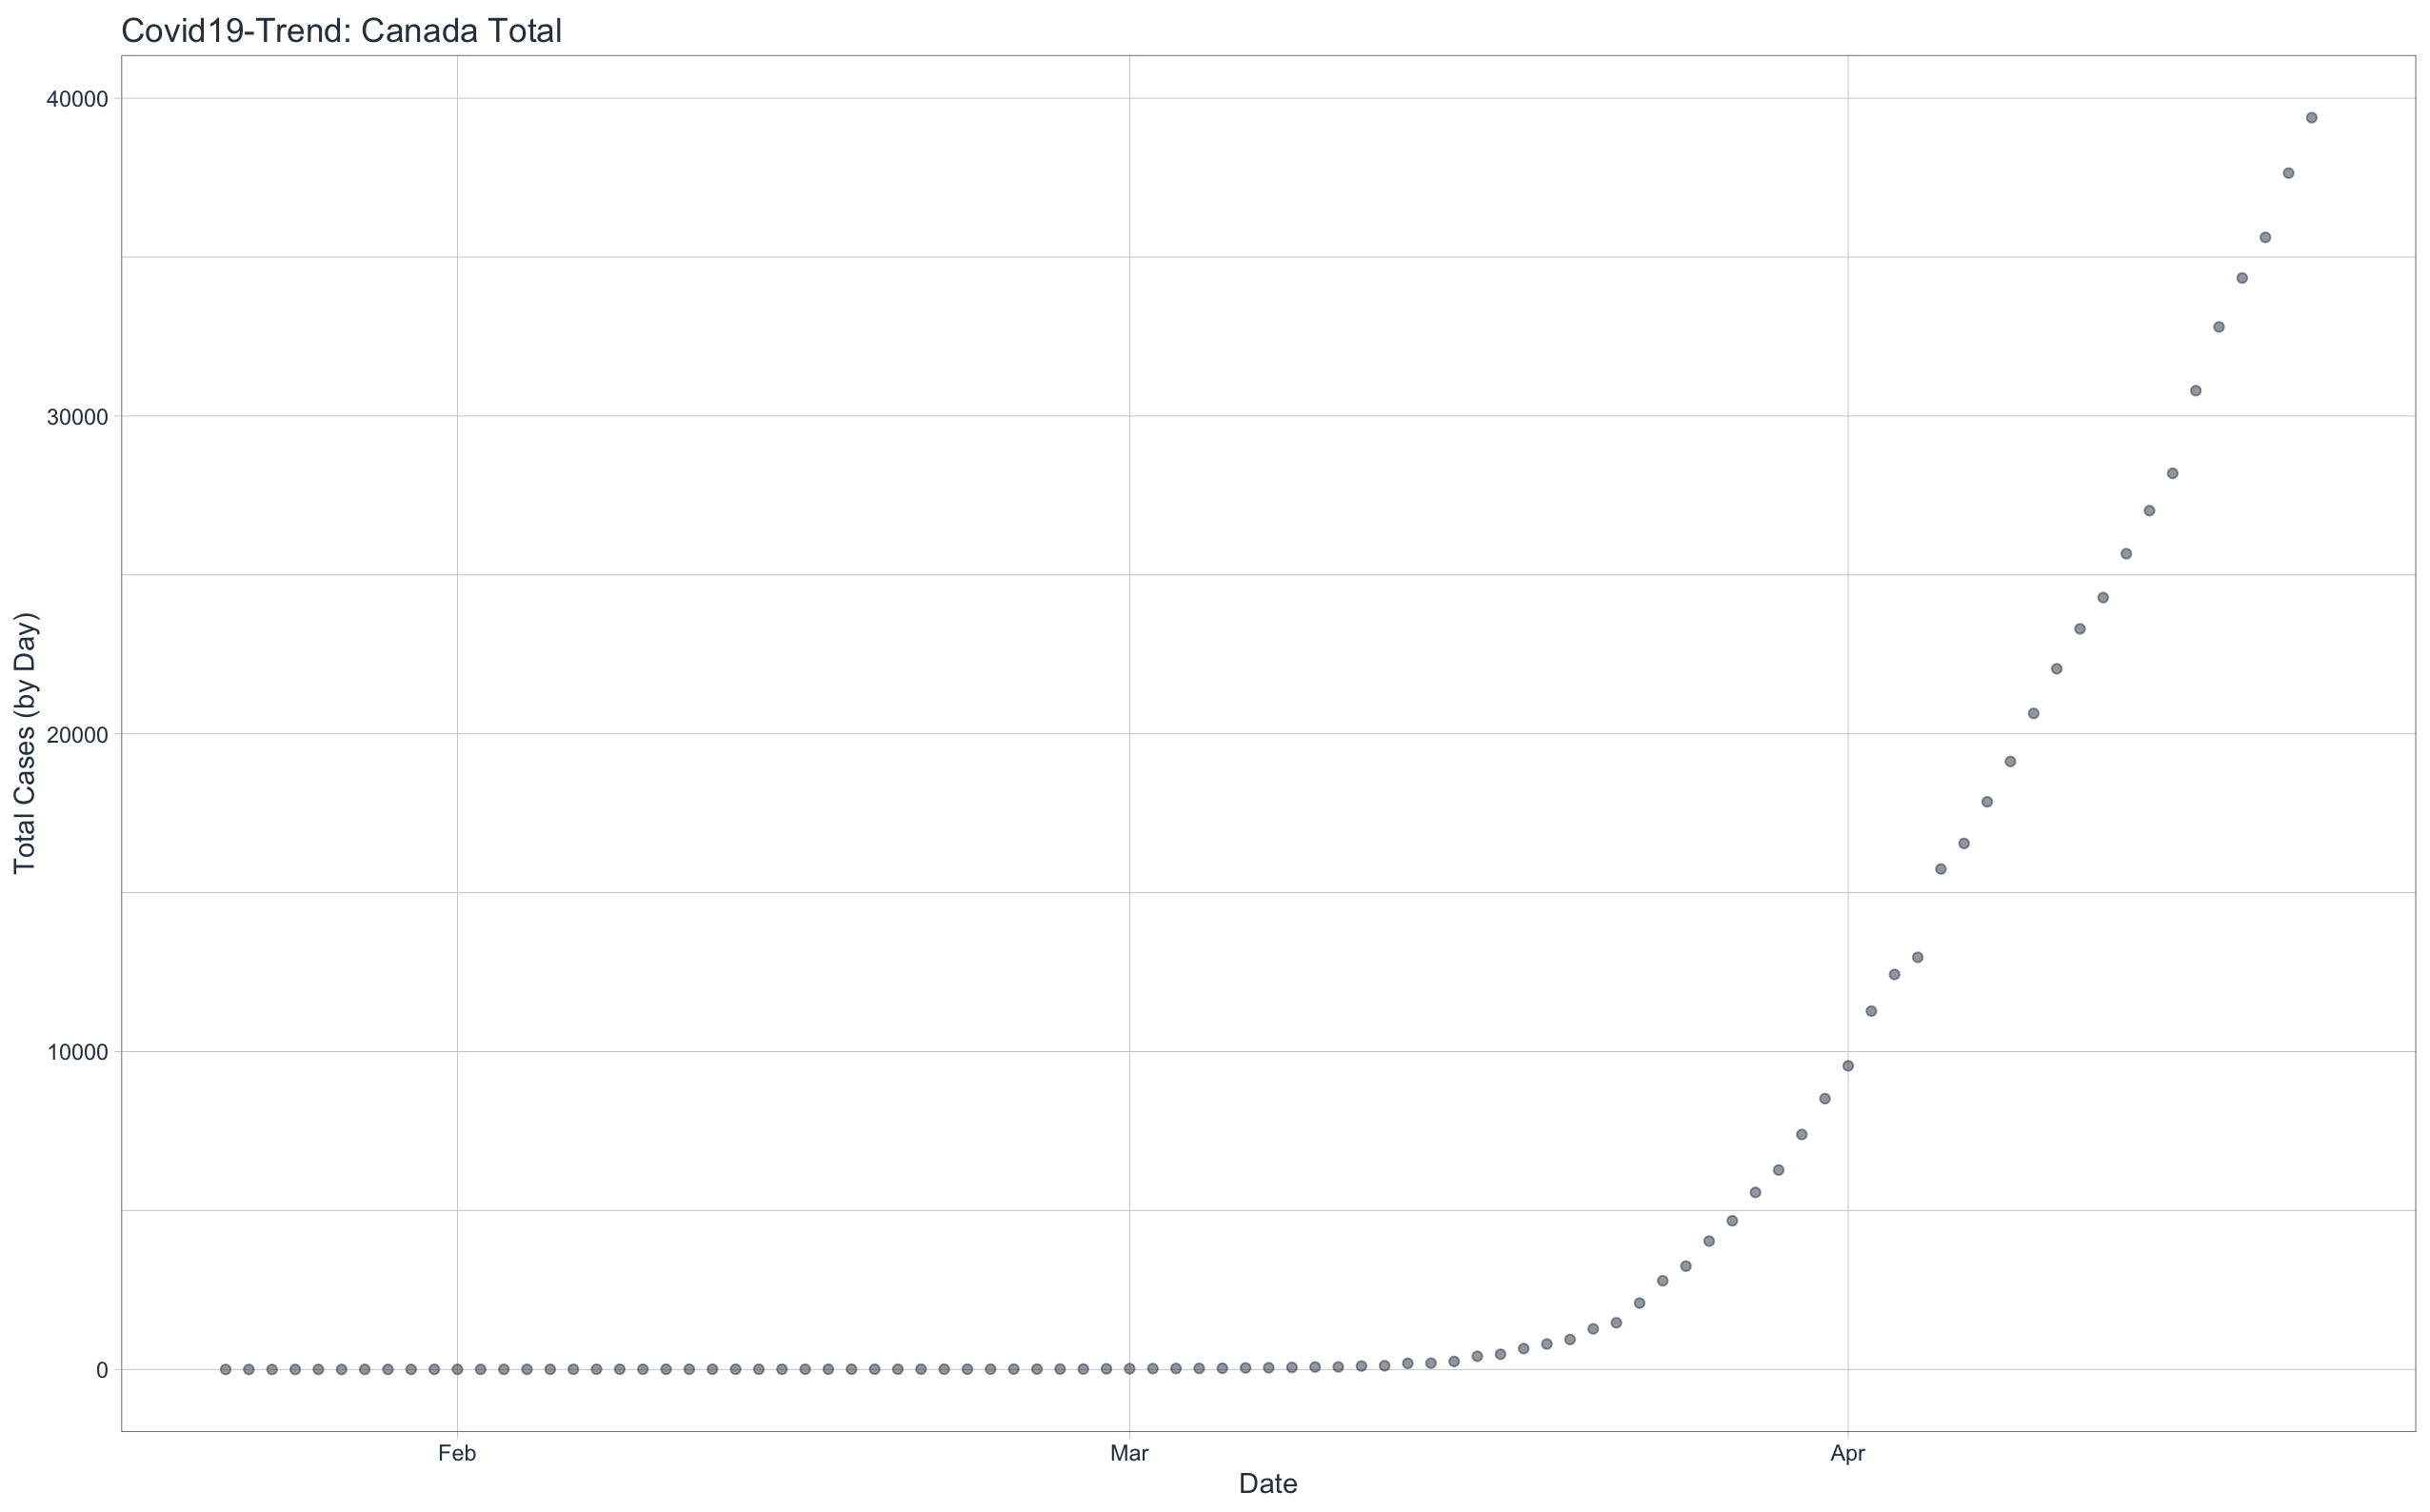 Covid19-Trend: Canada Total
40000
30000
20000
10000
0
Total Cases (by Day)
Feb
Mar
Apr
Date